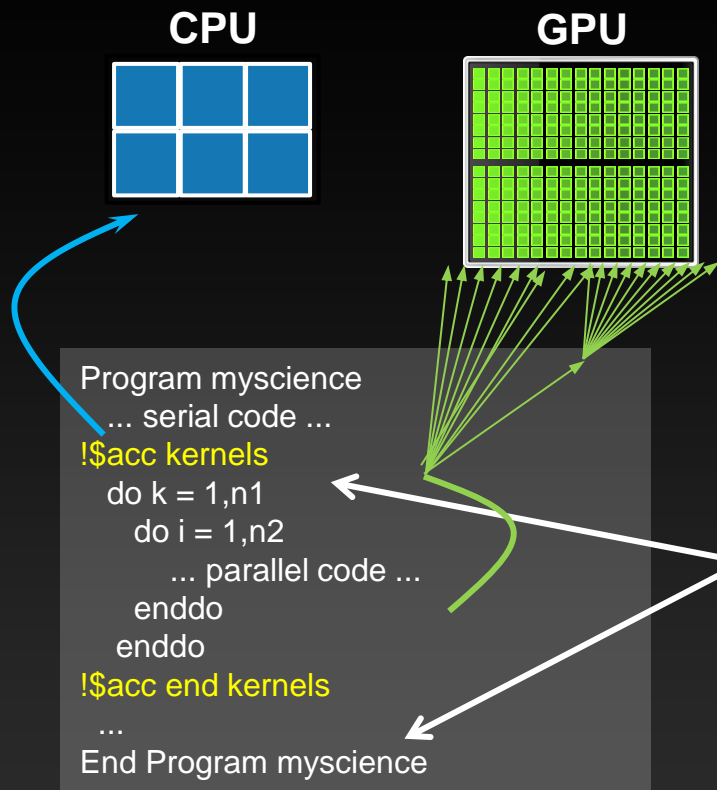 CPU
GPU
Program myscience
... serial code ...
!$acc kernels
do k = 1,n1
do i = 1,n2
... parallel code ...
enddo
enddo
!$acc end kernels
...
End Program myscience